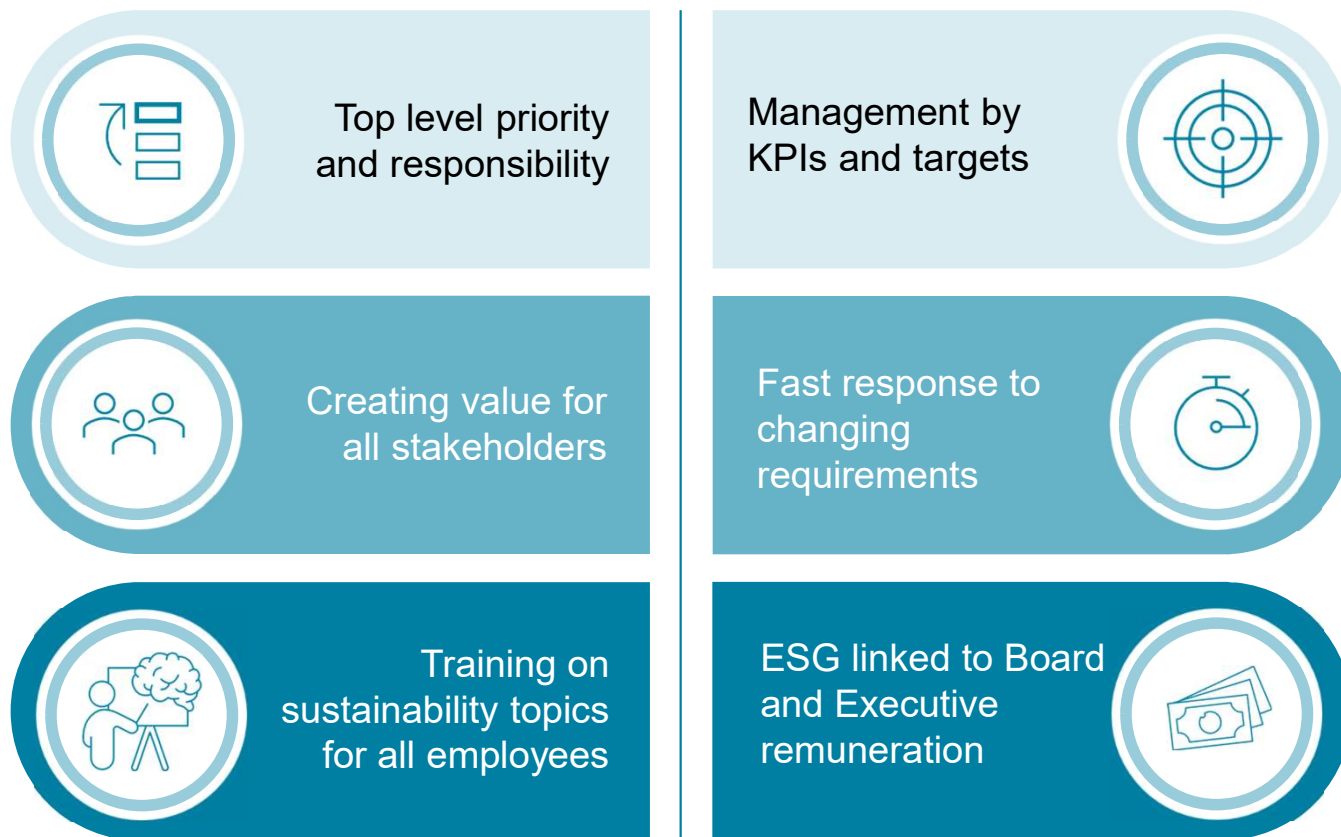 Top level priority
and responsibility
Management by
KPIs and targets
Creating value for
all stakeholders
Fast response to
changing
requirements
Training on
sustainability topics
for all employees
ESG linked to Board
and Executive
remuneration